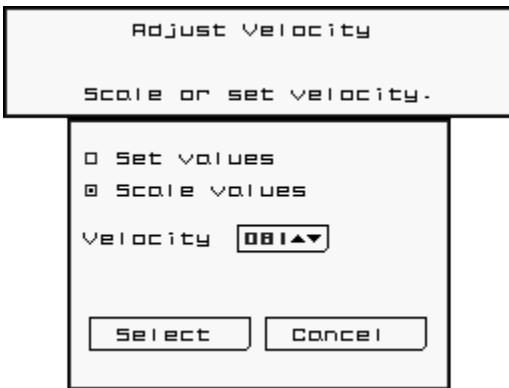 Adjust Velocity
Scale or set velocity.
Set values
Scale values
Velocity 081
Select Cancel